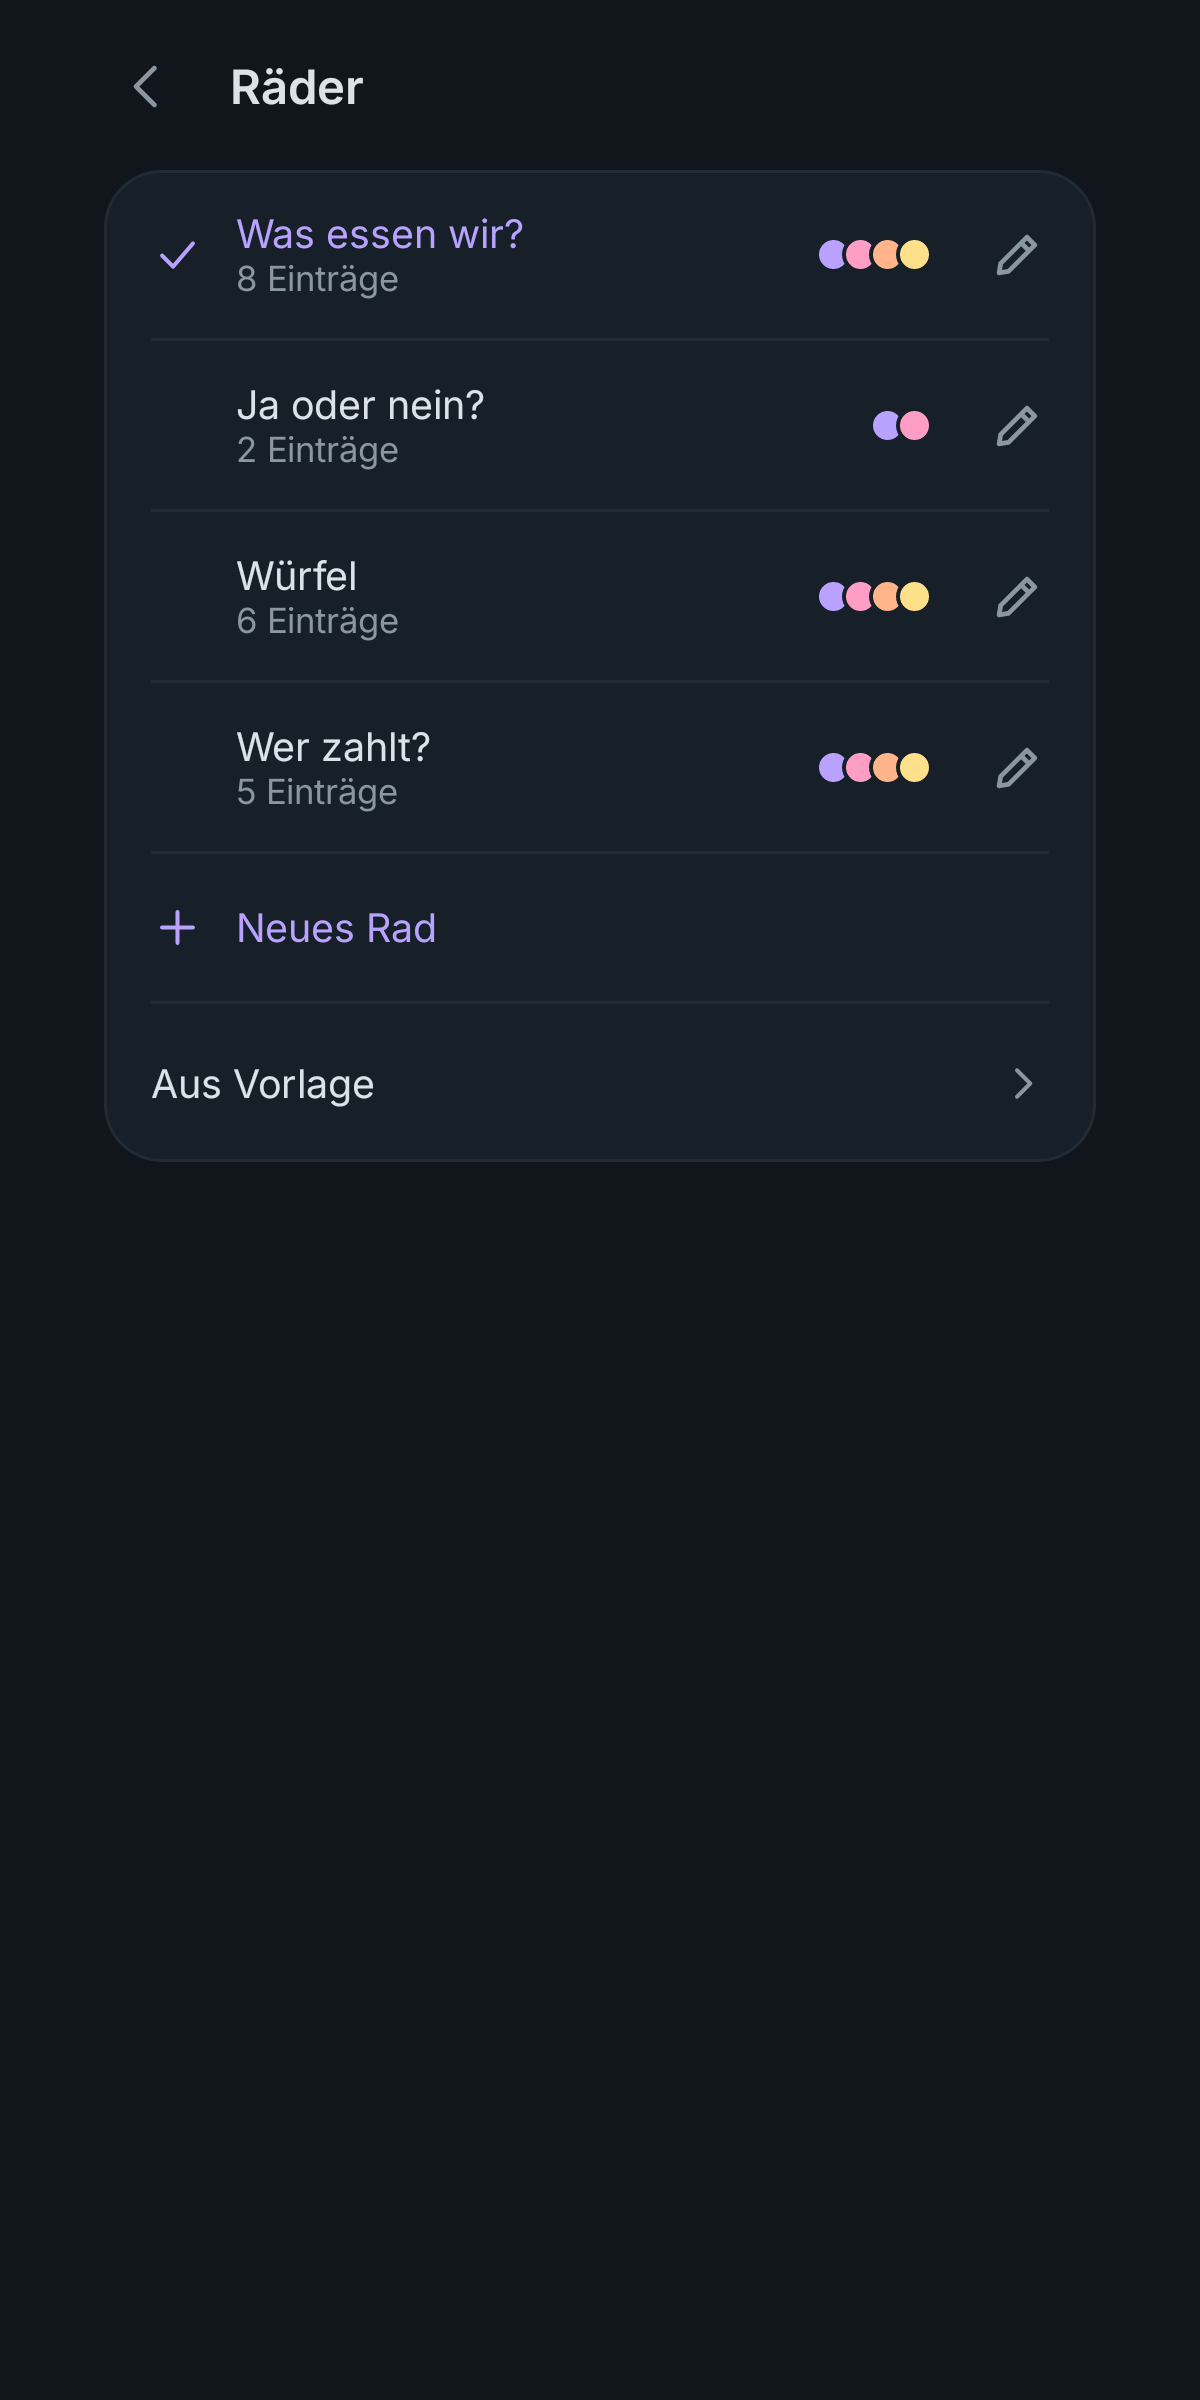 Räder
Was essen wir?
8 Einträge
Ja oder nein?
2 Einträge
Würfel
6 Einträge
Wer zahlt?
5 Einträge
Neues Rad
Aus Vorlage